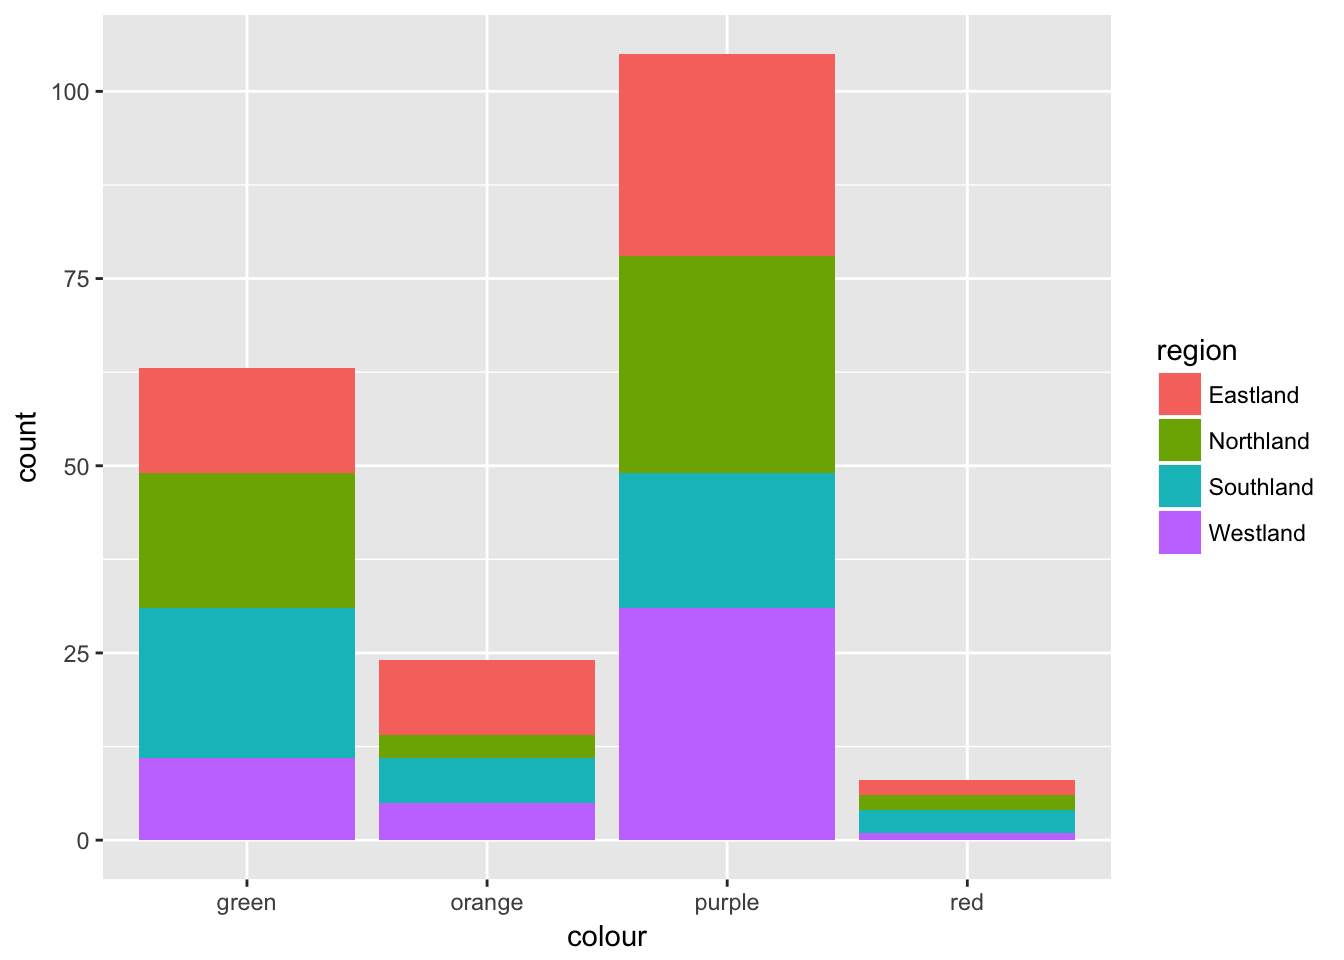 100
75
50
25
0
count
green orange purple red
colour
region
Eastland
Northland
Southland
Westland